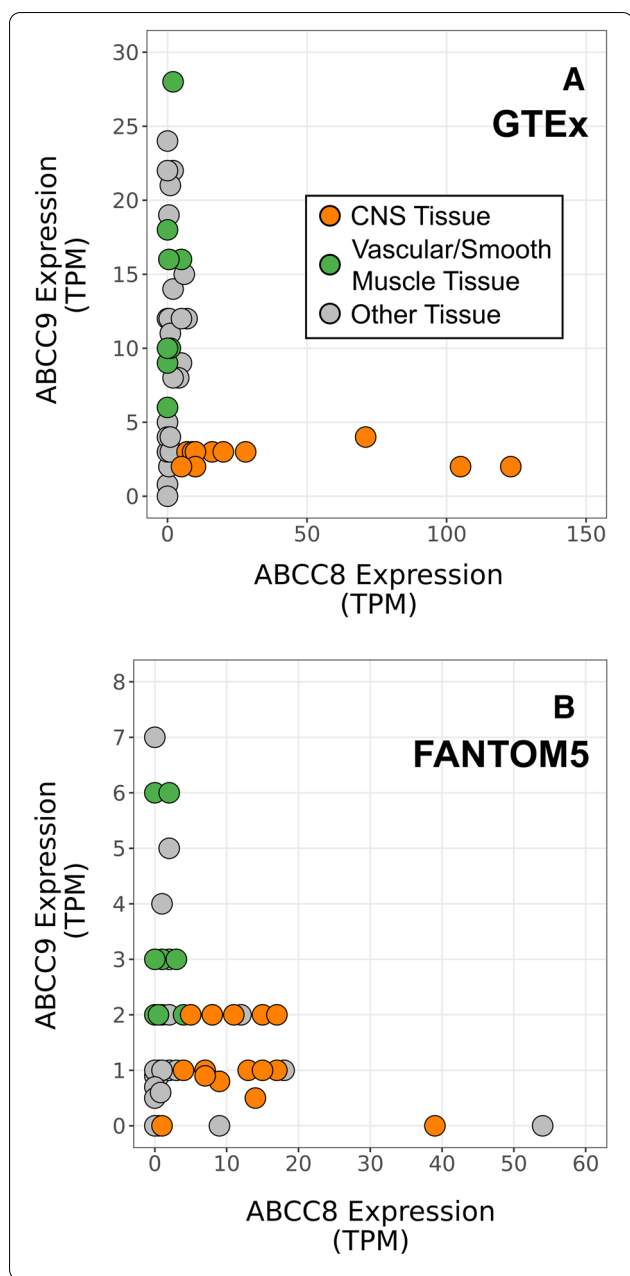 A
GTEx
30
25
20
15
10
5
0
ABCC9 Expression
(TPM)
CNS Tissue
Vascular/Smooth
Muscle Tissue
Other Tissue
0 50 100 150
ABCC8 Expression
(TPM)
B
FANTOM5
8
7
6
5
4
3
2
1
0
ABCC9 Expression
(TPM)
0 10 20 30 40 50 60
ABCC8 Expression
(TPM)